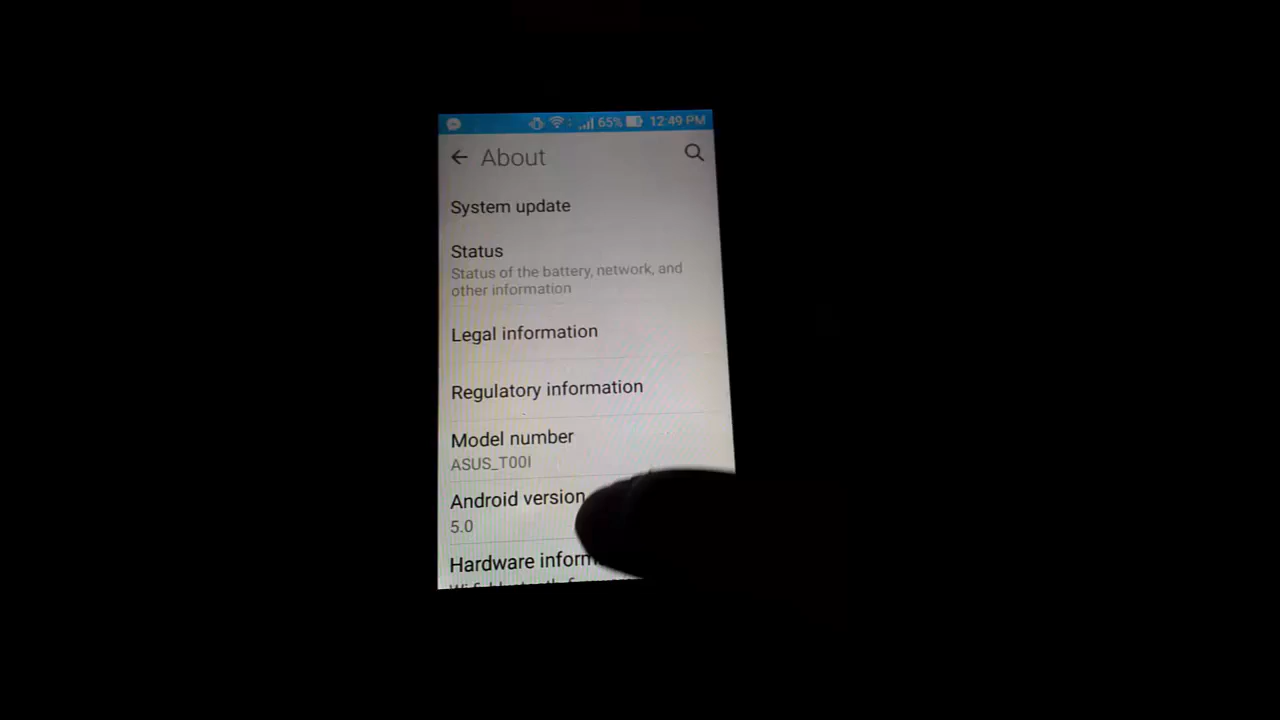 65% 12:49 PM
About
System update
Status
Status of the battery, network, and
other information
Legal information
Regulatory information
Model number
ASUS_T00I
Android version
5.0
Hardware inform